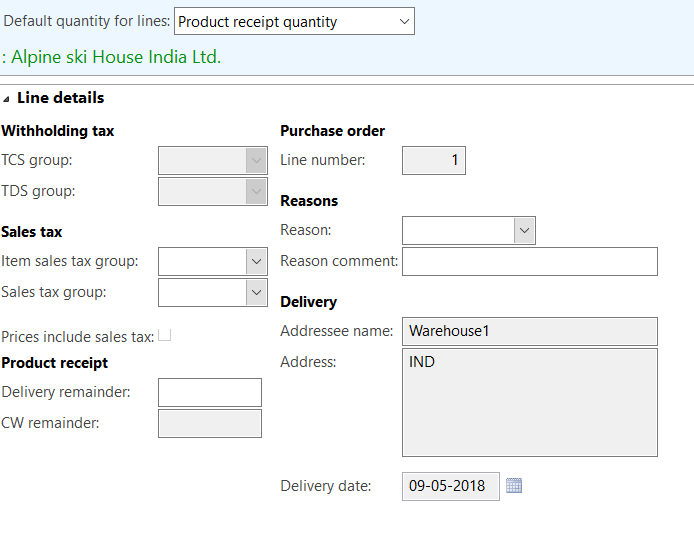 Default quantity for lines: Product receipt quantity
: Alpine ski House India Ltd.
Line details
Withholding tax
TCS group:
TDS group:
Sales tax
Item sales tax group:
Sales tax group:
Prices include sales tax:
Product receipt
Delivery remainder:
CW remainder:
Purchase order
Line number: 1
Reasons
Reason:
Reason comment:
Delivery
Addressee name: Warehouse1
Address: IND
Delivery date: 09-05-2018